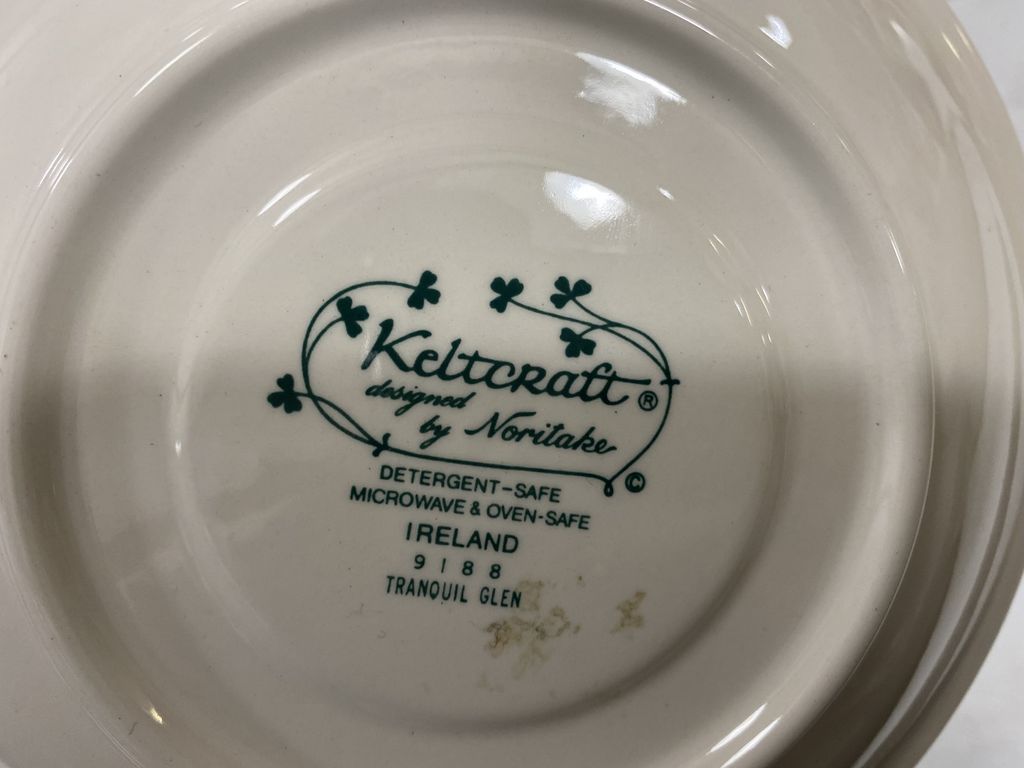 Keltcraft ®
designed
by Noritake
©
DETERGENT-SAFE
MICROWAVE & OVEN-SAFE
IRELAND
9188
TRANQUIL GLEN